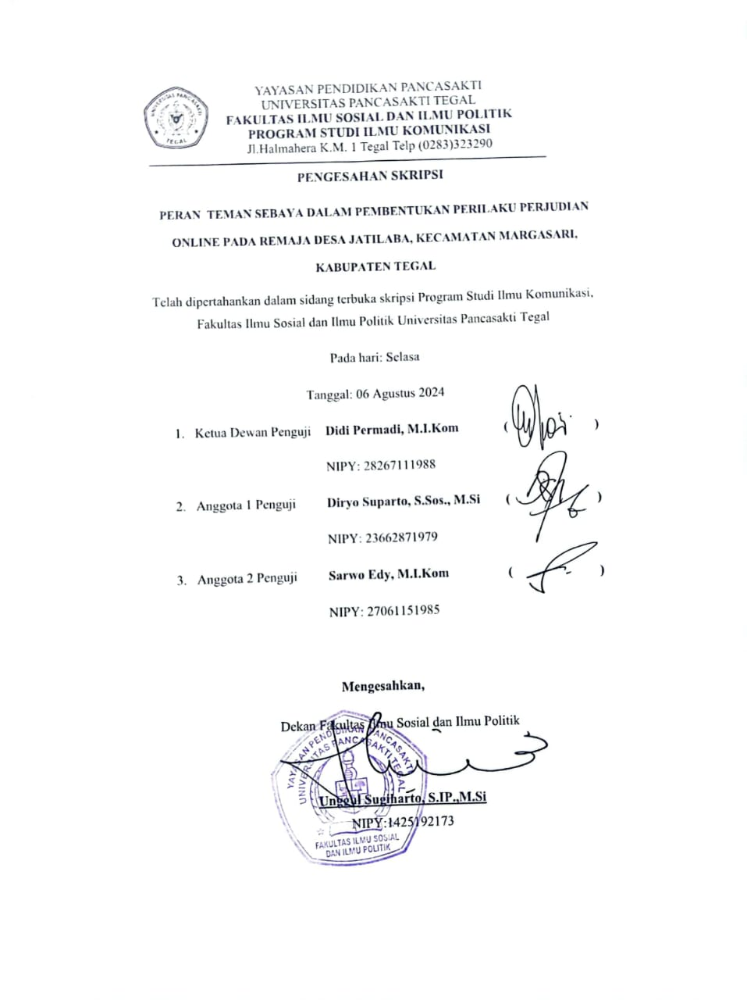 UNIVERSITAS PANCASAKTI
TEGAL
YAYASAN PENDIDIKAN PANCASAKTI
UNIVERSITAS PANCASAKTI TEGAL
FAKULTAS ILMU SOSIAL DAN ILMU POLITIK
PROGRAM STUDI ILMU KOMUNIKASI
Jl.Halmahera K.M. 1 Tegal Telp (0283)323290
PENGESAHAN SKRIPSI
PERAN TEMAN SEBAYA DALAM PEMBENTUKAN PERILAKU PERJUDIAN
ONLINE PADA REMAJA DESA JATILABA, KECAMATAN MARGASARI,
KABUPATEN TEGAL
Telah dipertahankan dalam sidang terbuka skripsi Program Studi Ilmu Komunikasi,
Fakultas Ilmu Sosial dan Ilmu Politik Universitas Pancasakti Tegal
Pada hari: Selasa
Tanggal: 06 Agustus 2024
1. Ketua Dewan Penguji Didi Permadi, M.I.Kom ( )
NIPY: 28267111988
2. Anggota 1 Penguji Diryo Suparto, S.Sos., M.Si ( )
NIPY: 23662871979
3. Anggota 2 Penguji Sarwo Edy, M.I.Kom ( )
NIPY: 27061151985
Mengesahkan,
Dekan Fakultas Ilmu Sosial dan Ilmu Politik
YAYASAN PENDIDIKAN PANCASAKTI
UNIVERSITAS PANCASAKTI TEGAL
Unggul Sugiharto, S.IP.,M.Si
NIPY:1425192173
FAKULTAS ILMU SOSIAL
DAN ILMU POLITIK